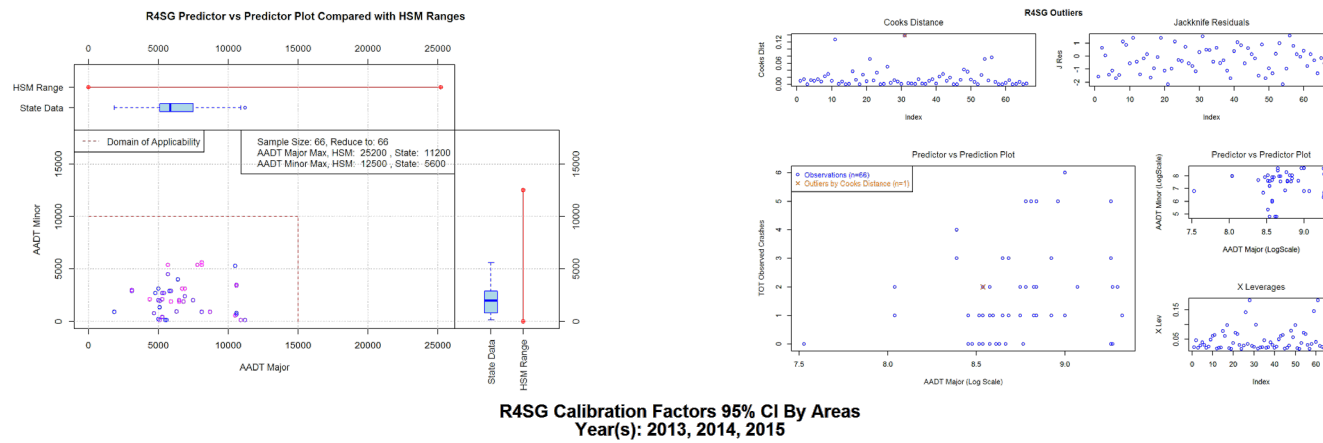 R4SG Predictor vs Predictor Plot Compared with HSM Ranges
0 5000 10000 15000 20000 25000
HSM Range
State Data
Domain of Applicability
Sample Size: 66, Reduce to: 66
AADT Major Max, HSM: 25200 , State: 11200
AADT Minor Max, HSM: 12500 , State: 5600
AADT Minor
15000
10000
5000
0
15000
10000
5000
0
0 5000 10000 15000 20000 25000
AADT Major
State Data
HSM Range
R4SG Outliers
Cooks Distance
Cooks Dist
0.12
0.06
0.00
0 10 20 30 40 50 60
Index
Jackknife Residuals
J Res
1
0
-1
-2
0 10 20 30 40 50 60
Index
Predictor vs Prediction Plot
Observations (n=66)
Outliers by Cooks Distance (n=1)
TOT Observed Crashes
6
5
4
3
2
1
0
7.5 8.0 8.5 9.0
AADT Major (Log Scale)
Predictor vs Predictor Plot
AADT Minor (LogScale)
8
7
6
5
7.5 8.0 8.5 9.0
AADT Major (LogScale)
X Leverages
X Lev
0.15
0.05
0 10 20 30 40 50 60
Index
R4SG Calibration Factors 95% CI By Areas
Year(s): 2013, 2014, 2015